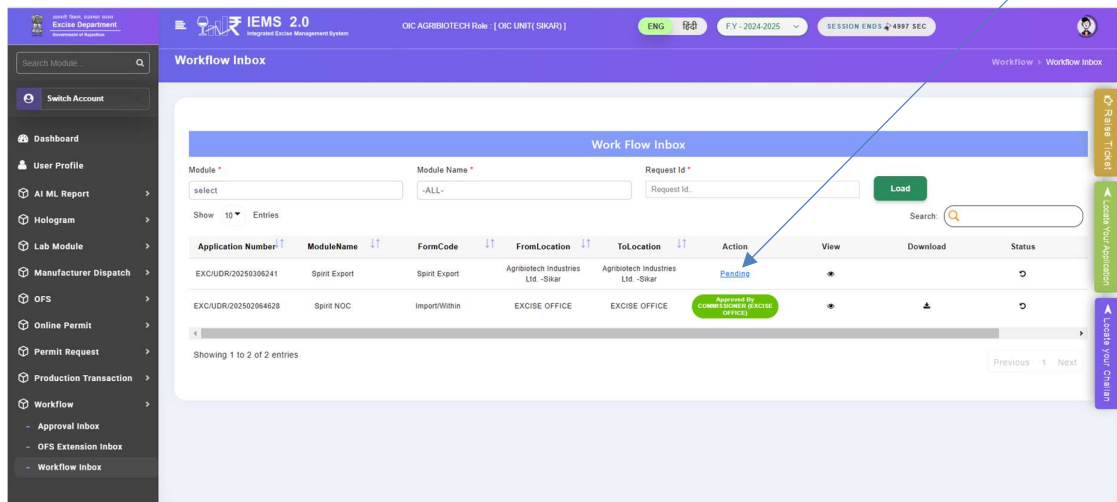 Excise Department
Government of Rajasthan
IEMS 2.0
Integrated Excise Management System
OIC AGRIBIOTECH Role : [ OIC UNIT( SIKAR) ]
ENG हिंदी
F.Y - 2024-2025
SESSION ENDS 4997 SEC
Search Module...
Workflow Inbox
Workflow > Workflow Inbox
Switch Account
Dashboard
User Profile
AI ML Report
Hologram
Lab Module
Manufacturer Dispatch
OFS
Online Permit
Permit Request
Production Transaction
Workflow
- Approval Inbox
- OFS Extension Inbox
- Workflow Inbox
Work Flow Inbox
Module * Module Name * Request Id *
select -ALL- Request Id.. Load
Show 10 Entries Search:
Application Number ModuleName FormCode FromLocation ToLocation Action View Download Status
EXC/UDR/20250306241 Spirit Export Spirit Export Agribiotech Industries Ltd. -Sikar Agribiotech Industries Ltd. -Sikar Pending
EXC/UDR/202502064628 Spirit NOC Import/Within EXCISE OFFICE EXCISE OFFICE Approved By COMMISSIONER (EXCISE OFFICE)
Showing 1 to 2 of 2 entries
Previous 1 Next
Raise Ticket
Locate Your Application
Locate your Challan